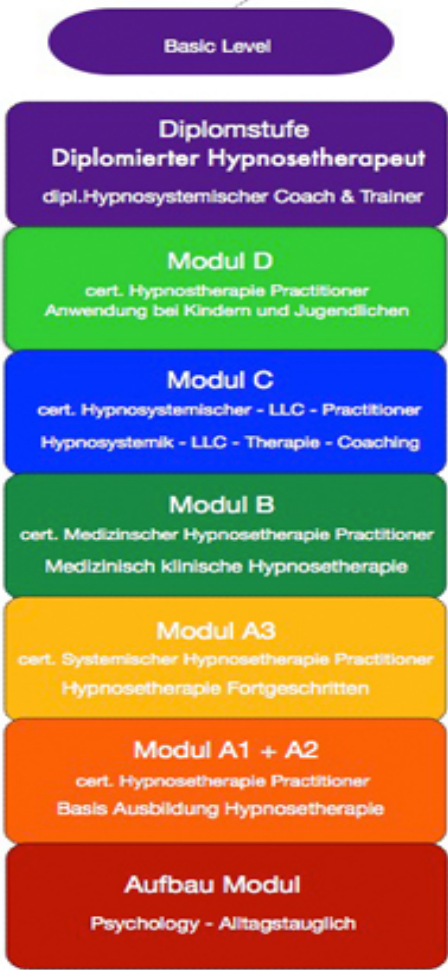 Basic Level
Diplomstufe
Diplomierter Hypnosetherapeut
dipl.Hypnosystemischer Coach & Trainer
Modul D
cert. Hypnostherapie Practitioner
Anwendung bei Kindern und Jugendlichen
Modul C
cert. Hypnosystemischer - LLC - Practitioner
Hypnosystemik - LLC - Therapie - Coaching
Modul B
cert. Medizinscher Hypnosetherapie Practitioner
Medizinisch klinische Hypnosetherapie
Modul A3
cert. Systemischer Hypnosetherapie Practitioner
Hypnosetherapie Fortgeschritten
Modul A1 + A2
cert. Hypnosetherapie Practitioner
Basis Ausbildung Hypnosetherapie
Aufbau Modul
Psychology - Alltagstauglich